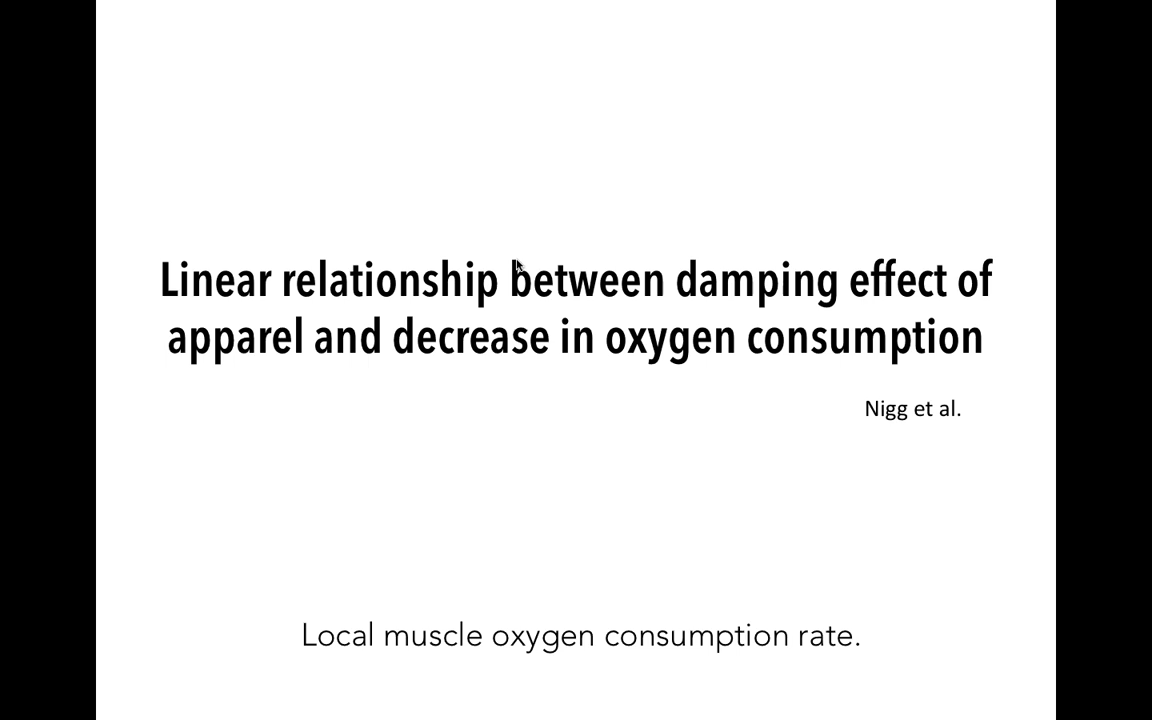 Linear relationship between damping effect of
apparel and decrease in oxygen consumption
Nigg et al.
Local muscle oxygen consumption rate.